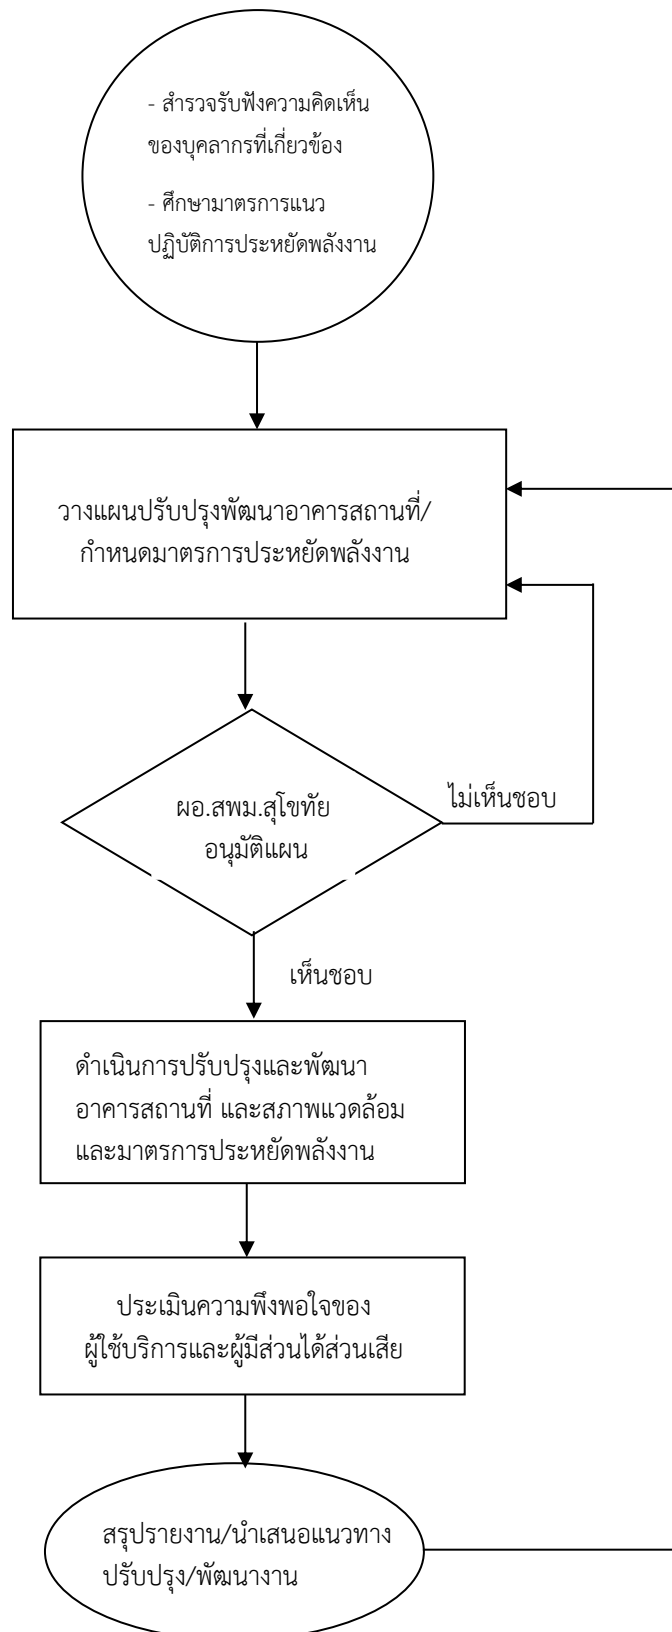 - สำรวจรับฟังความคิดเห็น
ของบุคลากรที่เกี่ยวข้อง
- ศึกษามาตรการแนว
ปฏิบัติการประหยัดพลังงาน
วางแผนปรับปรุงพัฒนาอาคารสถานที่/
กำหนดมาตรการประหยัดพลังงาน
ผอ.สพม.สุโขทัย
อนุมัติแผน
ไม่เห็นชอบ
เห็นชอบ
ดำเนินการปรับปรุงและพัฒนา
อาคารสถานที่ และสภาพแวดล้อม
และมาตรการประหยัดพลังงาน
ประเมินความพึงพอใจของ
ผู้ใช้บริการและผู้มีส่วนได้ส่วนเสีย
สรุปรายงาน/นำเสนอแนวทาง
ปรับปรุง/พัฒนางาน